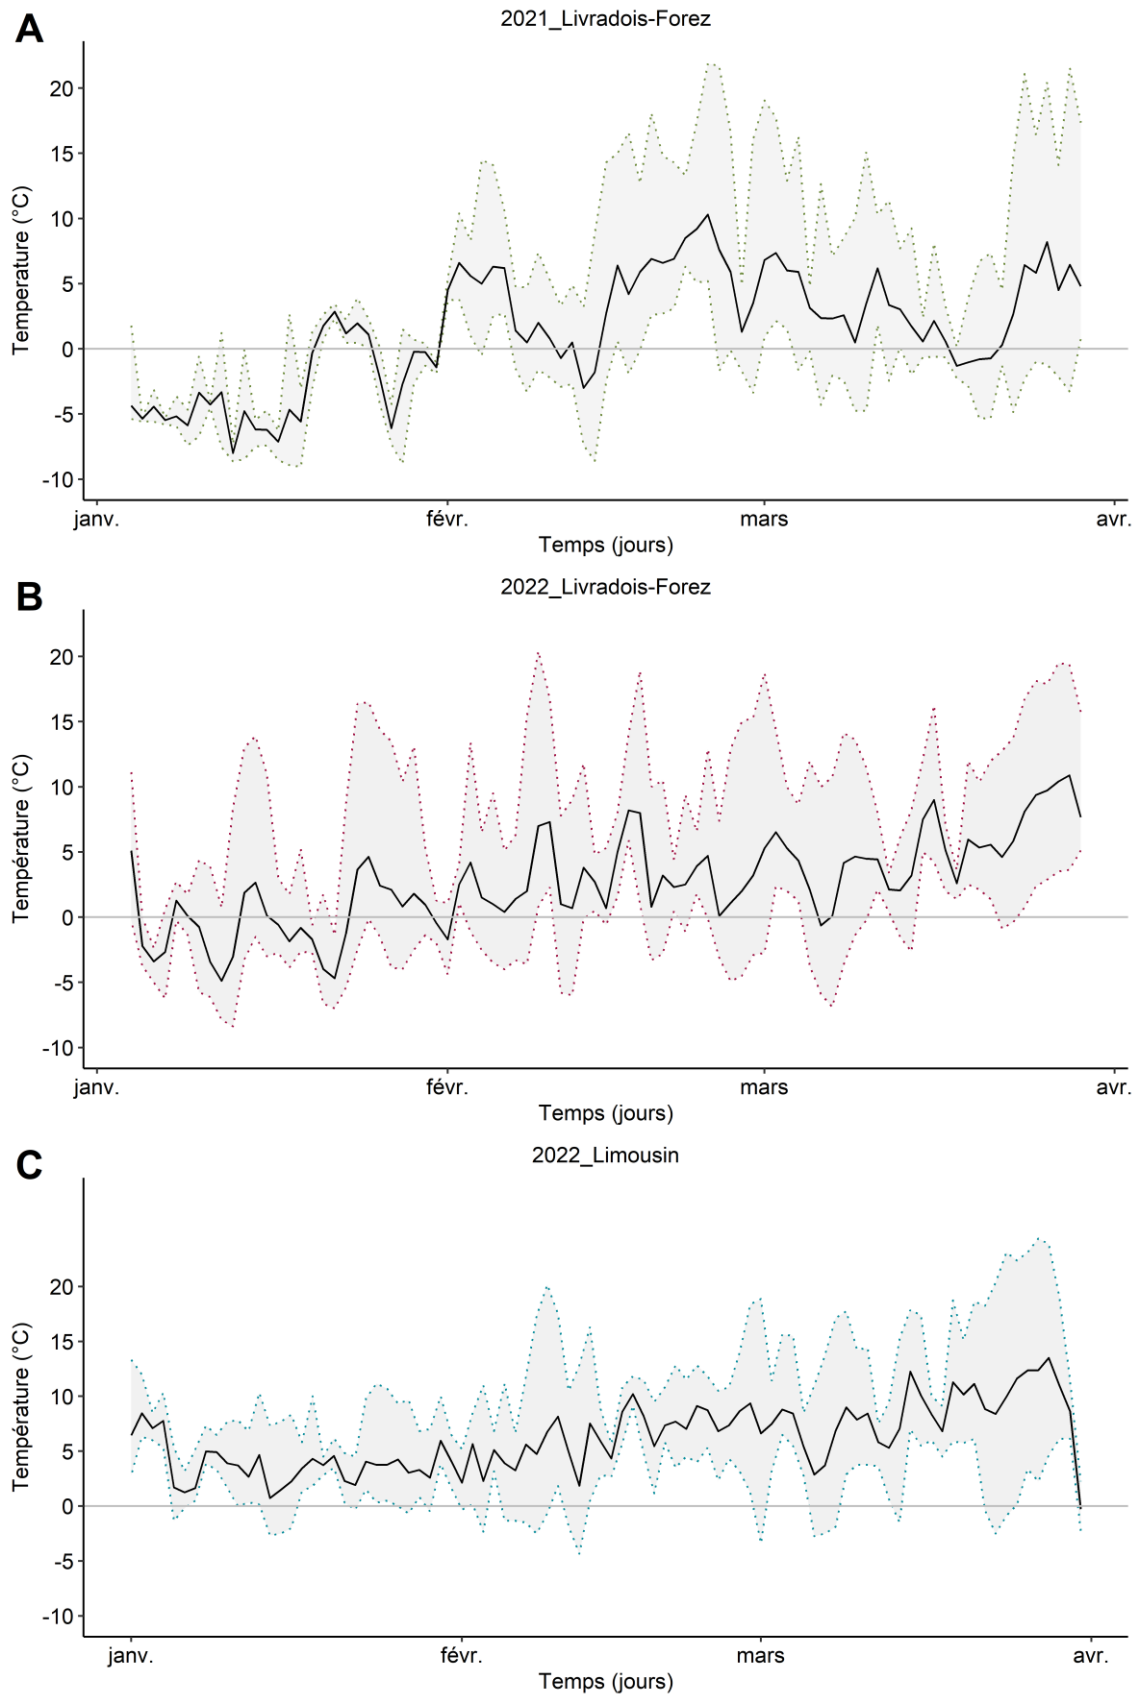 A
2021_Livradois-Forez
Temperature (°C)
20
15
10
5
0
-5
-10
janv.
févr.
mars
avr.
Temps (jours)
B
2022_Livradois-Forez
Température (°C)
20
15
10
5
0
-5
-10
janv.
févr.
mars
avr.
Temps (jours)
C
2022_Limousin
Température (°C)
20
15
10
5
0
-5
-10
janv.
févr.
mars
avr.
Temps (jours)